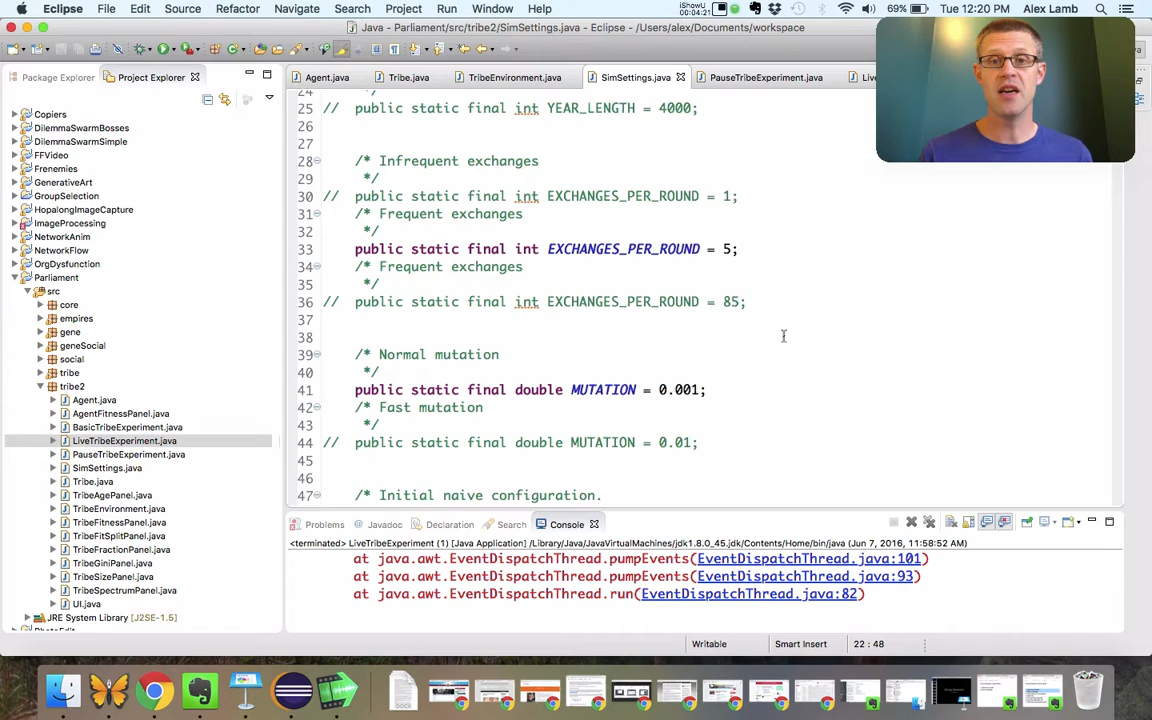 Eclipse File Edit Source Refactor Navigate Search Project Run Window Help
iShowU
00:04:21
69% Tue 12:20 PM Alex Lamb
Java - Parliament/src/tribe2/SimSettings.java - Eclipse - /Users/alex/Documents/workspace
Package Explorer Project Explorer
Agent.java Tribe.java TribeEnvironment.java SimSettings.java PauseTribeExperiment.java
Copiers
DilemmaSwarmBosses
DilemmaSwarmSimple
FFVideo
Frenemies
GenerativeArt
GroupSelection
HopalongImageCapture
ImageProcessing
NetworkAnim
NetworkFlow
OrgDysfunction
Parliament
src
core
empires
gene
geneSocial
social
tribe
tribe2
Agent.java
AgentFitnessPanel.java
BasicTribeExperiment.java
LiveTribeExperiment.java
PauseTribeExperiment.java
SimSettings.java
Tribe.java
TribeAgePanel.java
TribeEnvironment.java
TribeFitnessPanel.java
TribeFitSplitPanel.java
TribeFractionPanel.java
TribeGiniPanel.java
TribeSizePanel.java
TribeSpectrumPanel.java
UI.java
JRE System Library [J2SE-1.5]
24 */
25 // public static final int YEAR_LENGTH = 4000;
26
27
28 /* Infrequent exchanges
29 */
30 // public static final int EXCHANGES_PER_ROUND = 1;
31 /* Frequent exchanges
32 */
33 public static final int EXCHANGES_PER_ROUND = 5;
34 /* Frequent exchanges
35 */
36 // public static final int EXCHANGES_PER_ROUND = 85;
37
38
39 /* Normal mutation
40 */
41 public static final double MUTATION = 0.001;
42 /* Fast mutation
43 */
44 // public static final double MUTATION = 0.01;
45
46
47 /* Initial naive configuration.
Problems @ Javadoc Declaration Search Console
<terminated> LiveTribeExperiment (1) [Java Application] /Library/Java/JavaVirtualMachines/jdk1.8.0_45.jdk/Contents/Home/bin/java (Jun 7, 2016, 11:58:52 AM)
at java.awt.EventDispatchThread.pumpEvents(EventDispatchThread.java:101)
at java.awt.EventDispatchThread.pumpEvents(EventDispatchThread.java:93)
at java.awt.EventDispatchThread.run(EventDispatchThread.java:82)
Writable Smart Insert 22 : 48